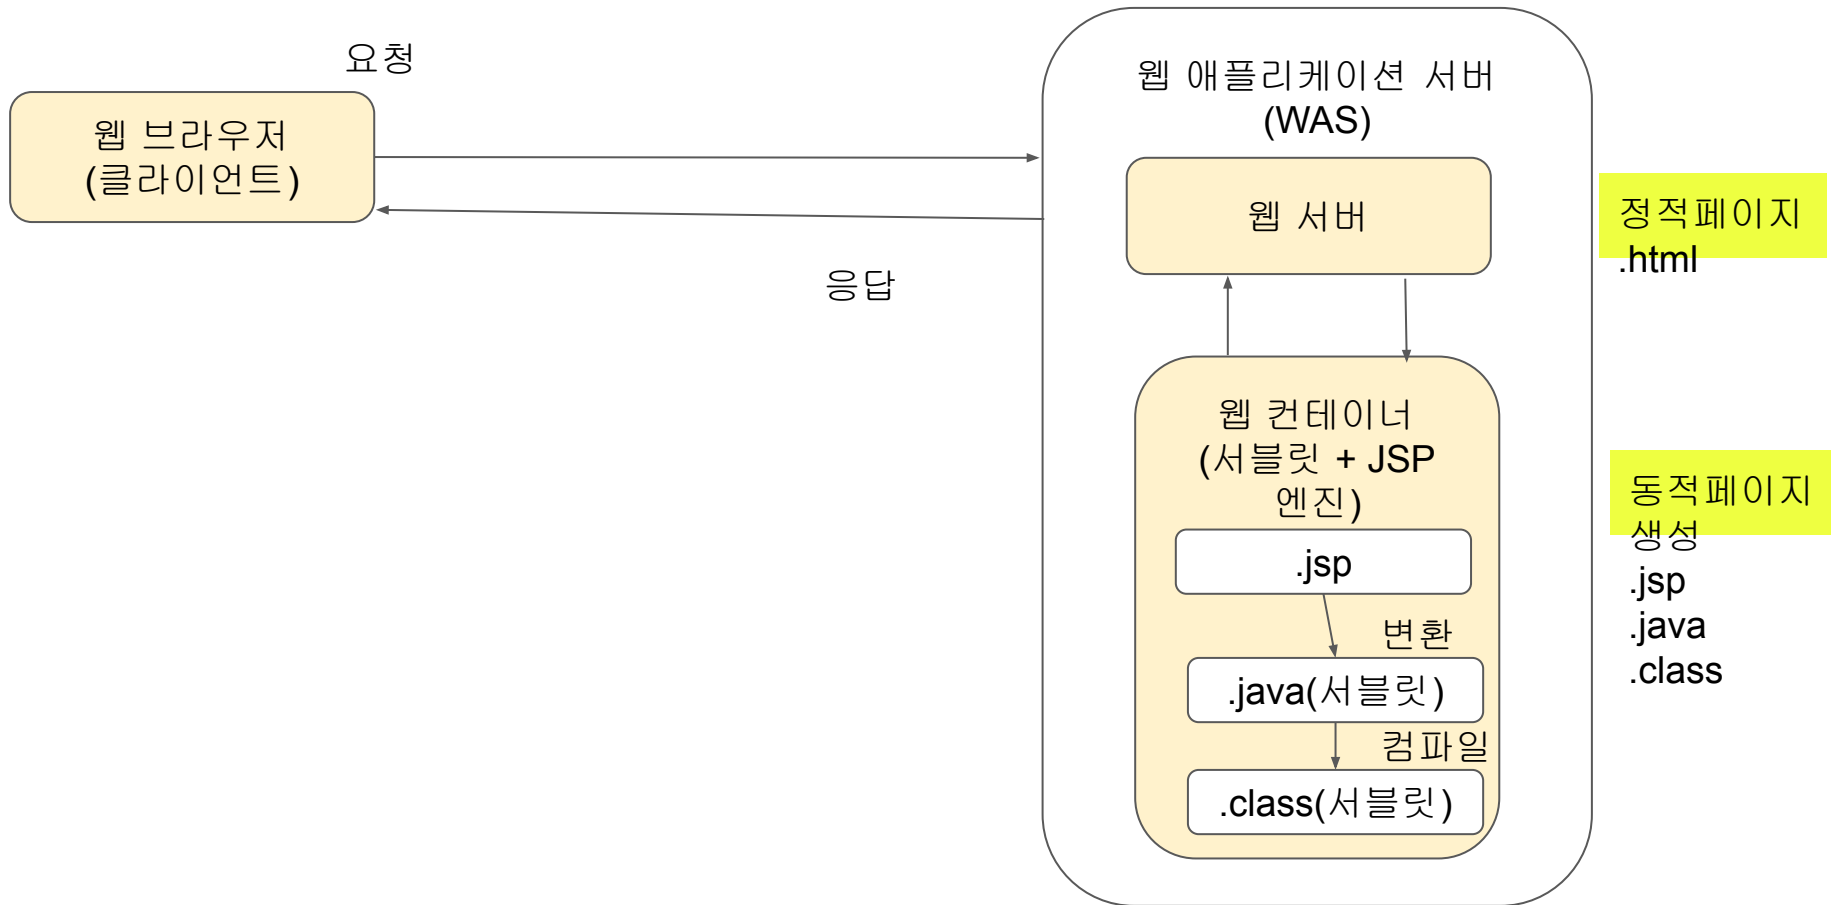 요청
웹 브라우저
(클라이언트)
응답
웹 애플리케이션 서버
(WAS)
웹 서버
정적페이지
.html
웹 컨테이너
(서블릿 + JSP
엔진)
.jsp
변환
.java(서블릿)
컴파일
.class(서블릿)
동적페이지
생성
.jsp
.java
.class